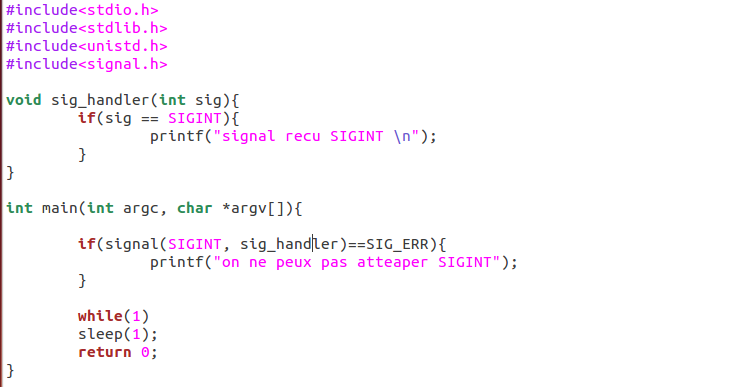 #include<stdio.h>
#include<stdlib.h>
#include<unistd.h>
#include<signal.h>

void sig_handler(int sig){
        if(sig == SIGINT){
                printf("signal recu SIGINT \n");
        }
}

int main(int argc, char *argv[]){

        if(signal(SIGINT, sig_handler)==SIG_ERR){
                printf("on ne peux pas atteaper SIGINT");
        }

        while(1)
        sleep(1);
        return 0;
}